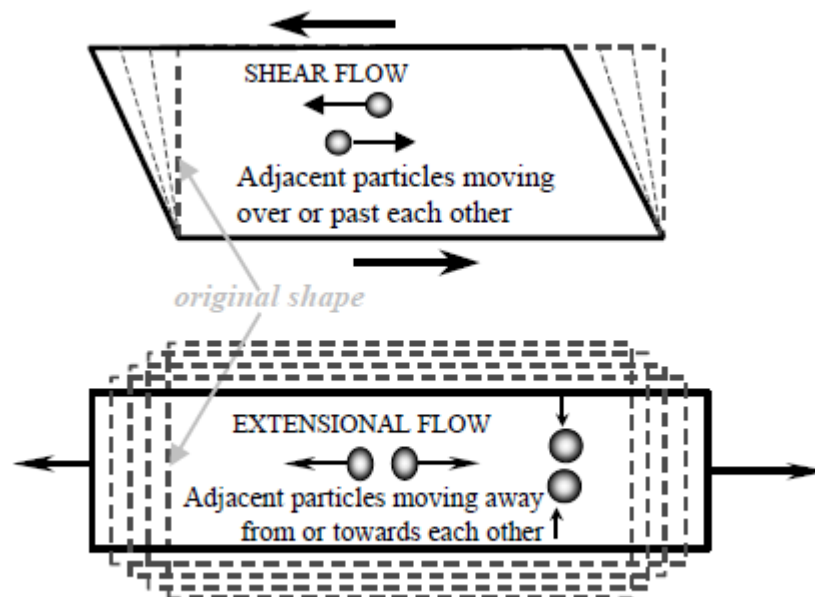 SHEAR FLOW
Adjacent particles moving
over or past each other
original shape
EXTENSIONAL FLOW
Adjacent particles moving away
from or towards each other